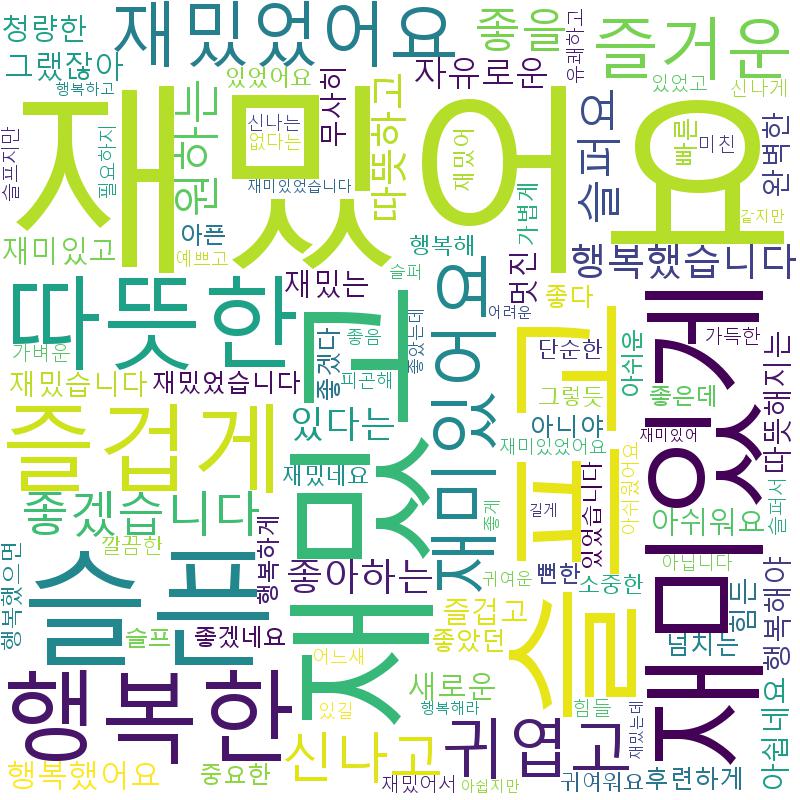 청량한
재밌었어요
좋을
즐거운
유쾌하고
그랬잖아
있었어요
무사히
자유로운
있었고
신나게
행복하고
재밌어요
슬프지만
필요하지
원하는
신나는
없다는
따뜻하고
재밌어
가볍게
슬퍼요
빠른
미친
완벽한
재미있었습니다
같지만
재미있고
아픈
예쁘고
행복해
행복했습니다
재밌는
슬퍼
멋진
좋다
어려운
따뜻한
재밌고
재미있어요
슬프고
재미있게
가벼운
좋겠다
좋음
좋았는데
단순한
아쉬운
가득한
재밌습니다
재밌었습니다
피곤해
그렇듯
좋은데
따뜻해지는
즐겁게
있다는
아니야
재미있어
재미있었어요
재밌네요
좋게
있었습니다
아쉬웠어요
슬퍼서
좋겠습니다
길게
아쉬워요
깔끔한
행복하게
좋아하는
귀여운
뻔한
소중한
아닙니다
힘든
행복해야
행복했으면
슬픈
슬프
좋겠네요
즐겁고
좋았던
넘치는
어느새
행복한
새로운
힘들
아쉽네요
있길
행복해라
재밌는데
행복했어요
중요한
신나고
귀엽고
재밌어서
아쉽지만
귀여워요
후련하게